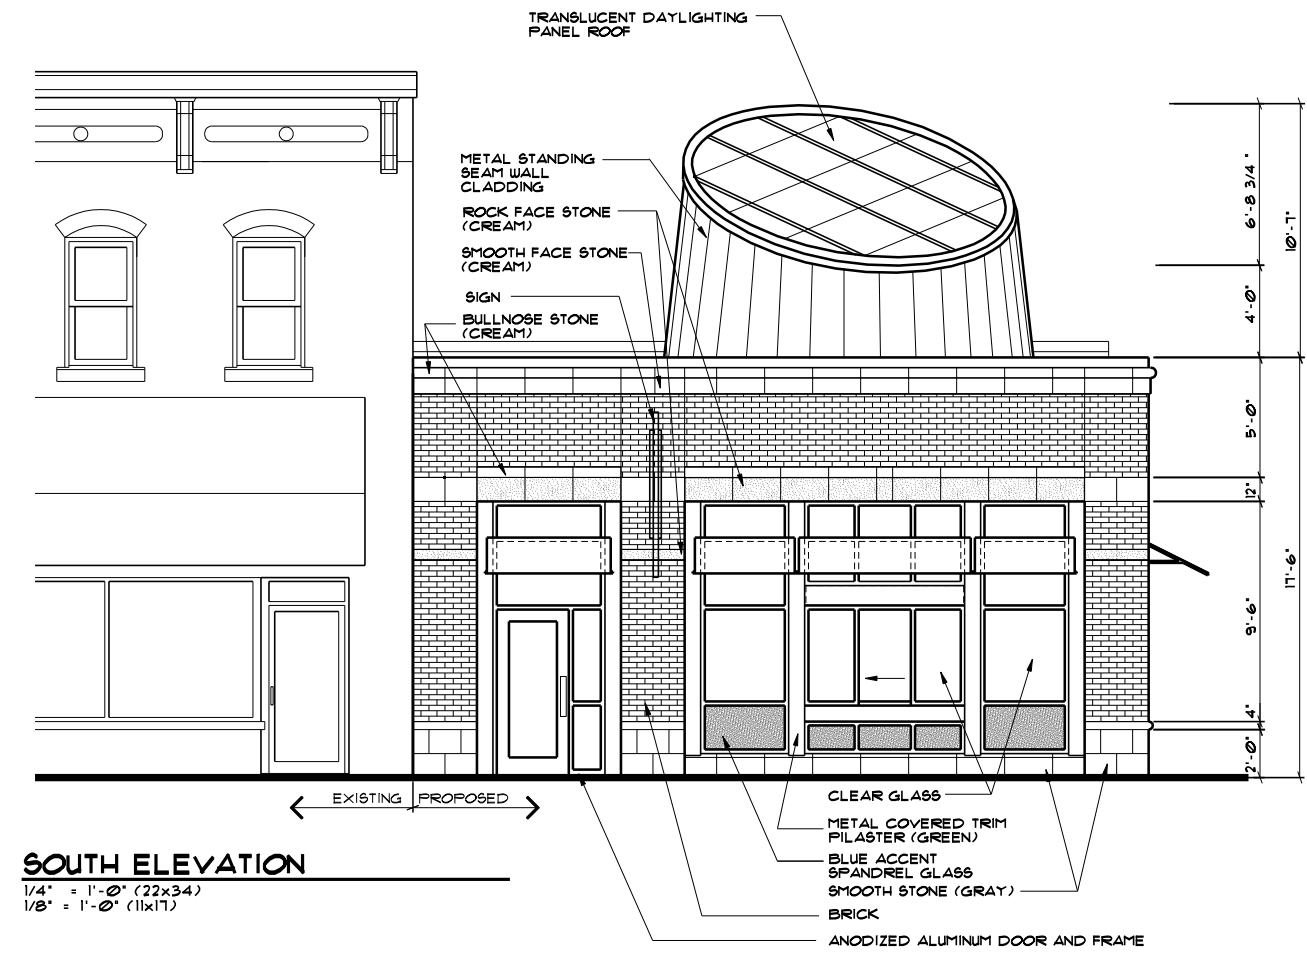 TRANSLUCENT DAYLIGHTING
PANEL ROOF
METAL STANDING
SEAM WALL
CLADDING
ROCK FACE STONE
(CREAM)
SMOOTH FACE STONE
(CREAM)
SIGN
BULLNOSE STONE
(CREAM)
6'-8 3/4 "
10'-7"
4'-0"
5'-0"
12"
17'-6"
9'-6"
4"
2'-0"
EXISTING
PROPOSED
CLEAR GLASS
METAL COVERED TRIM
PILASTER (GREEN)
BLUE ACCENT
SPANDREL GLASS
SMOOTH STONE (GRAY)
BRICK
ANODIZED ALUMINUM DOOR AND FRAME
SOUTH ELEVATION
1/4" = 1'-0" (22x34)
1/8" = 1'-0" (11x17)